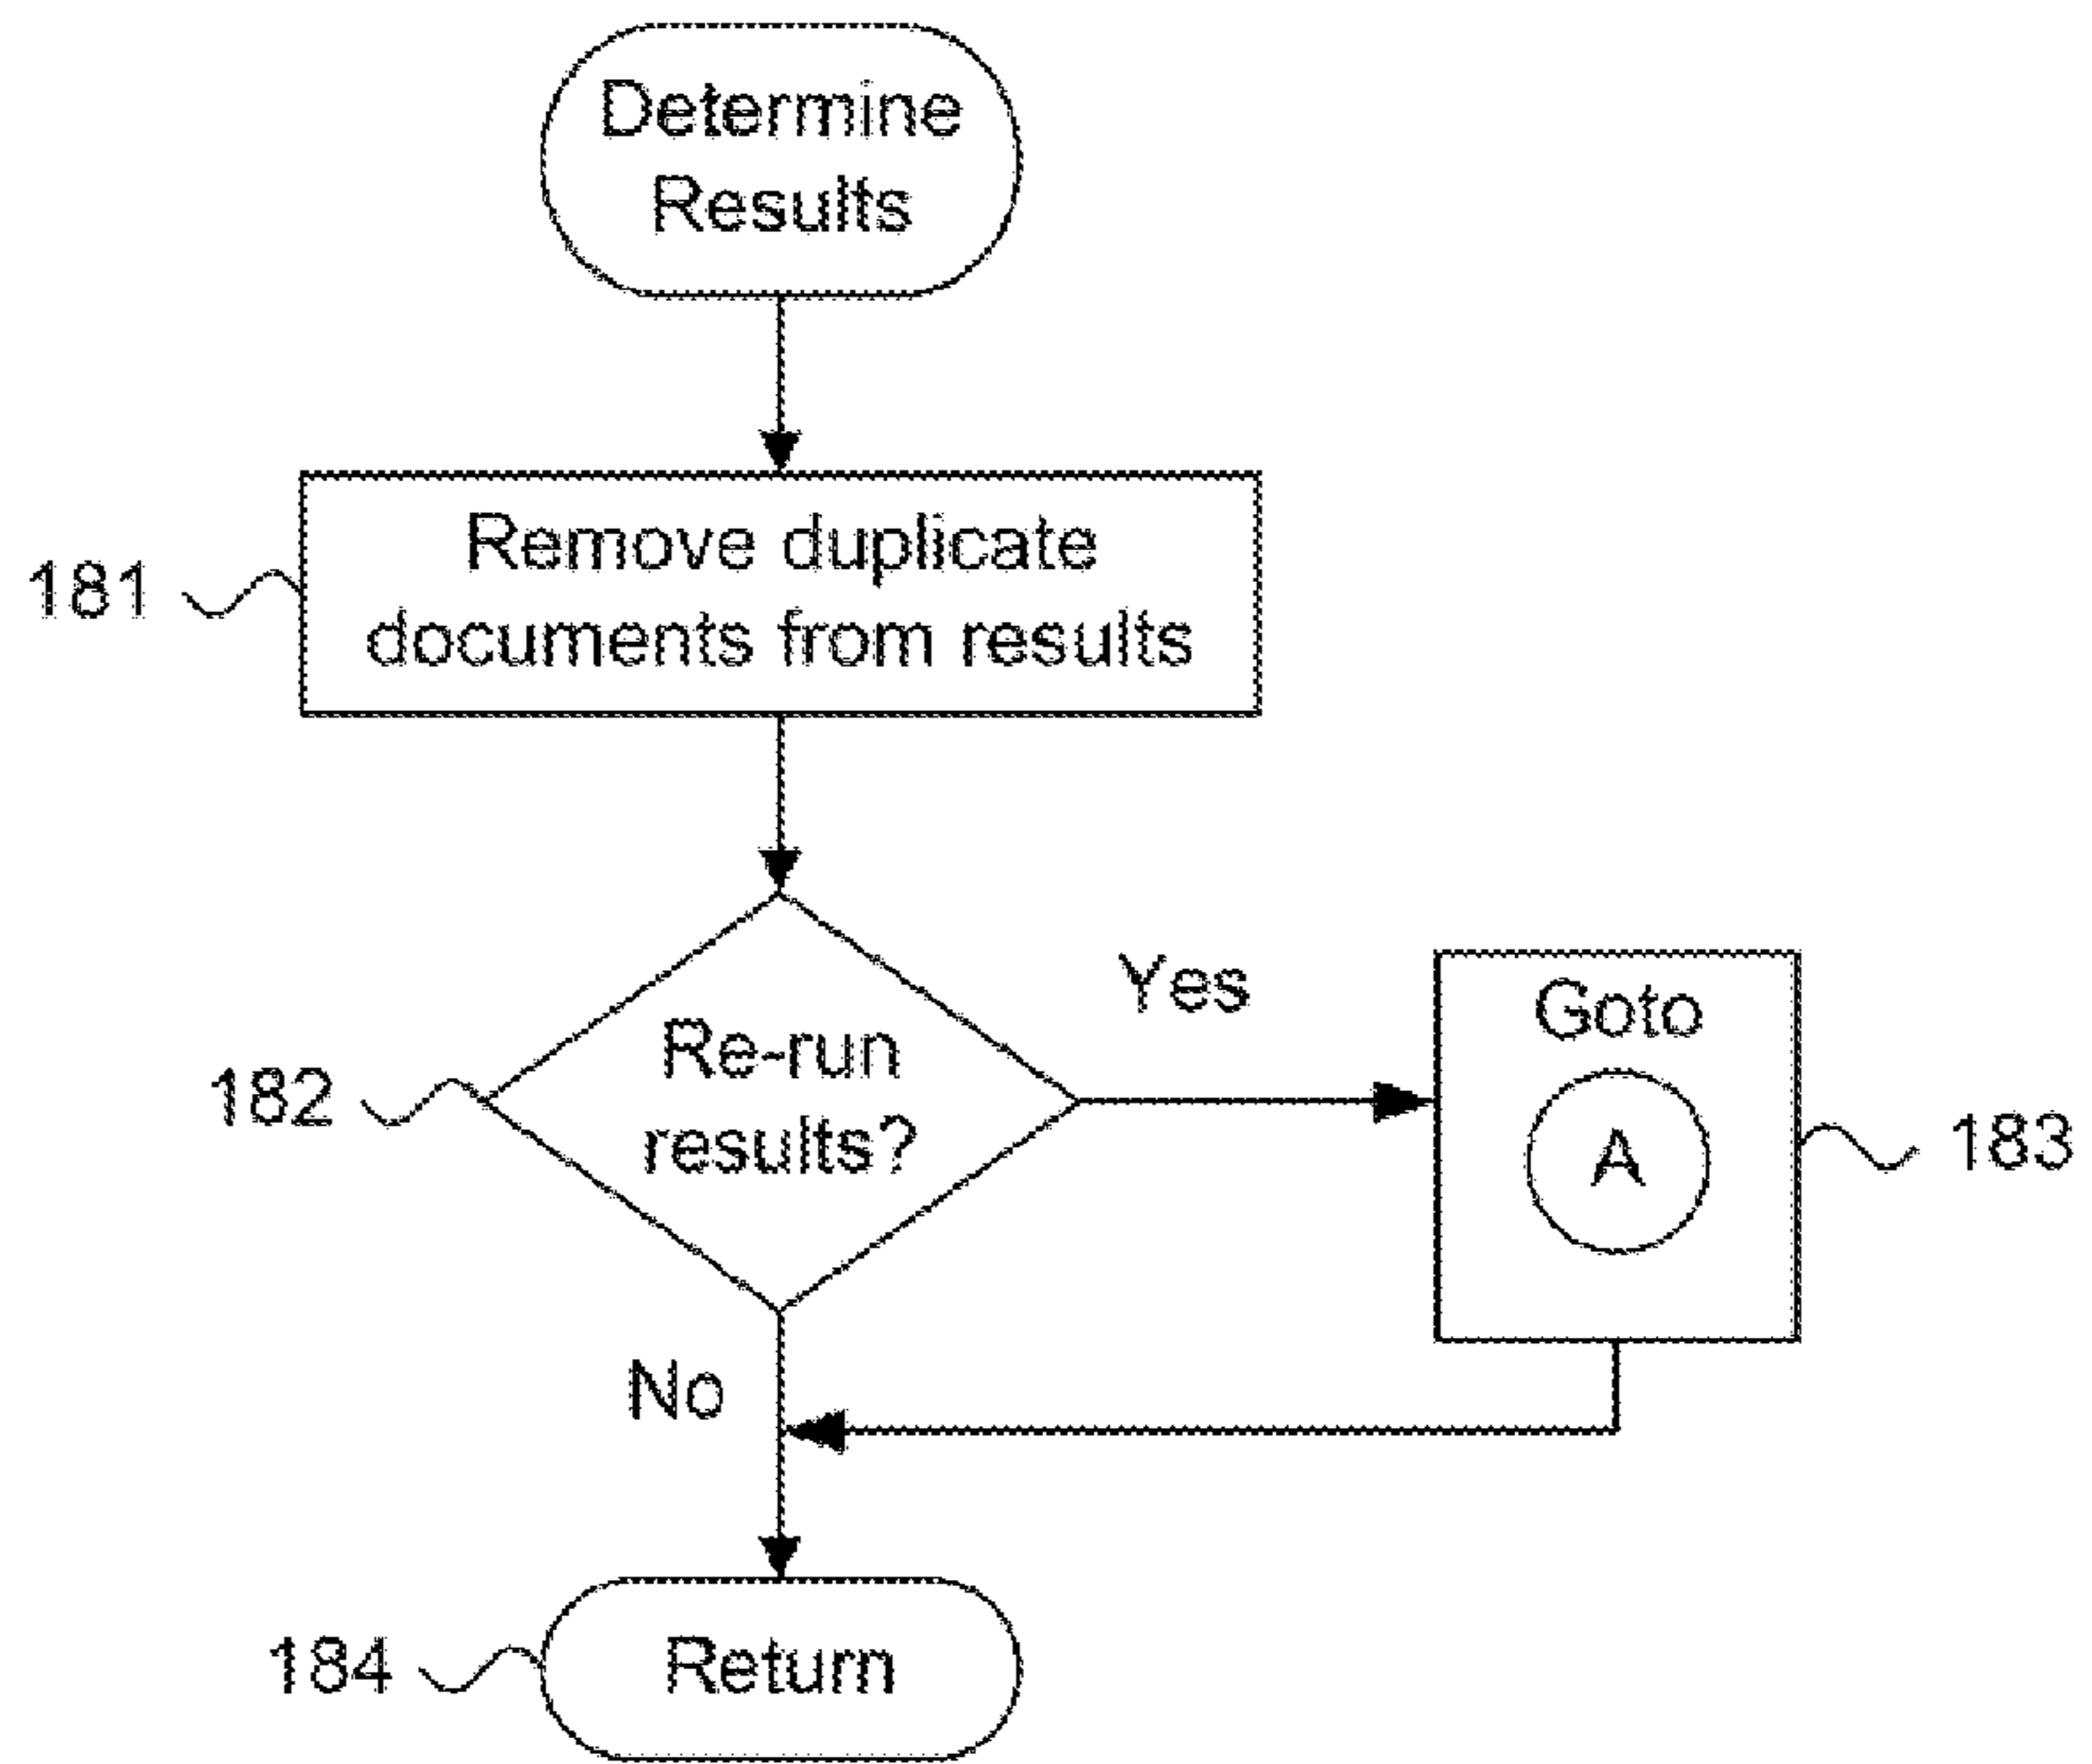 Determine
Results
181
Remove duplicate
documents from results
182
Re-run
results?
Yes
Goto
A
183
No
184
Return